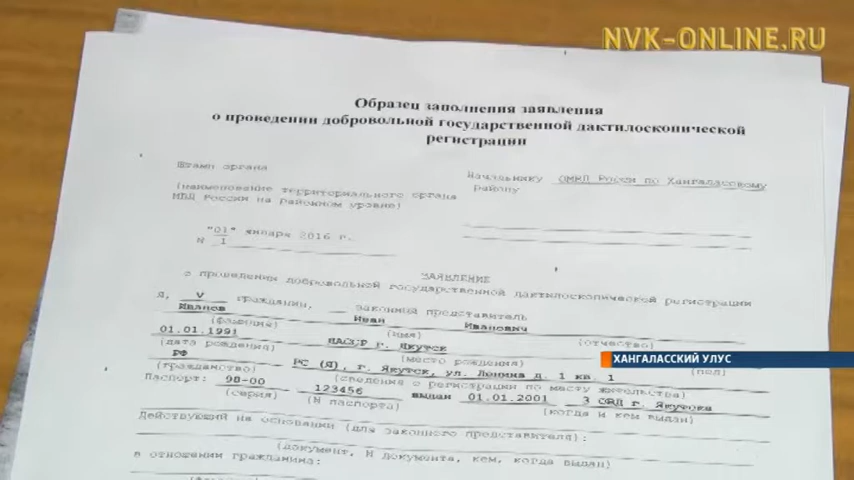 NVK-ONLINE.RU
Образец заполнения заявления
о проведении добровольной государственной дактилоскопической
регистрации
Штамп органа
Начальнику ОМВД России по Хангаласскому
району
(наименование территориального органа
МВД России на районном уровне)
"01" января 2016 г.
N 1
ЗАЯВЛЕНИЕ
о проведении добровольной государственной дактилоскопической регистрации
Я, V гражданин, __ законный представитель
Иванов Иван Иванович
(фамилия) (имя) (отчество)
01.01.1991 ЯАССР г. Якутск
(дата рождения) (место рождения) (пол)
РФ РС (Я), г. Якутск, ул. Ленина д. 1 кв. 1
(гражданство) (сведения о регистрации по месту жительства)
Паспорт: 98-00 123456 выдан 01.01.2001 3 ОВД г. Якутска
(серия) (N паспорта) (когда и кем выдан)
Действующий на основании (для законного представителя):
(документ, N документа, кем, когда выдан)
в отношении гражданина:
ХАНГАЛАССКИЙ УЛУС